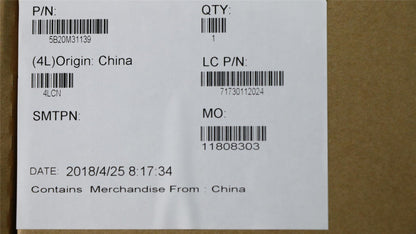 P/N: QTY:
5B20M31139 1
(4L)Origin: China LC P/N:
4LCN 71730112024
SMTPN: MO:
11808303
DATE: 2018/4/25 8:17:34
Contains Merchandise From : China